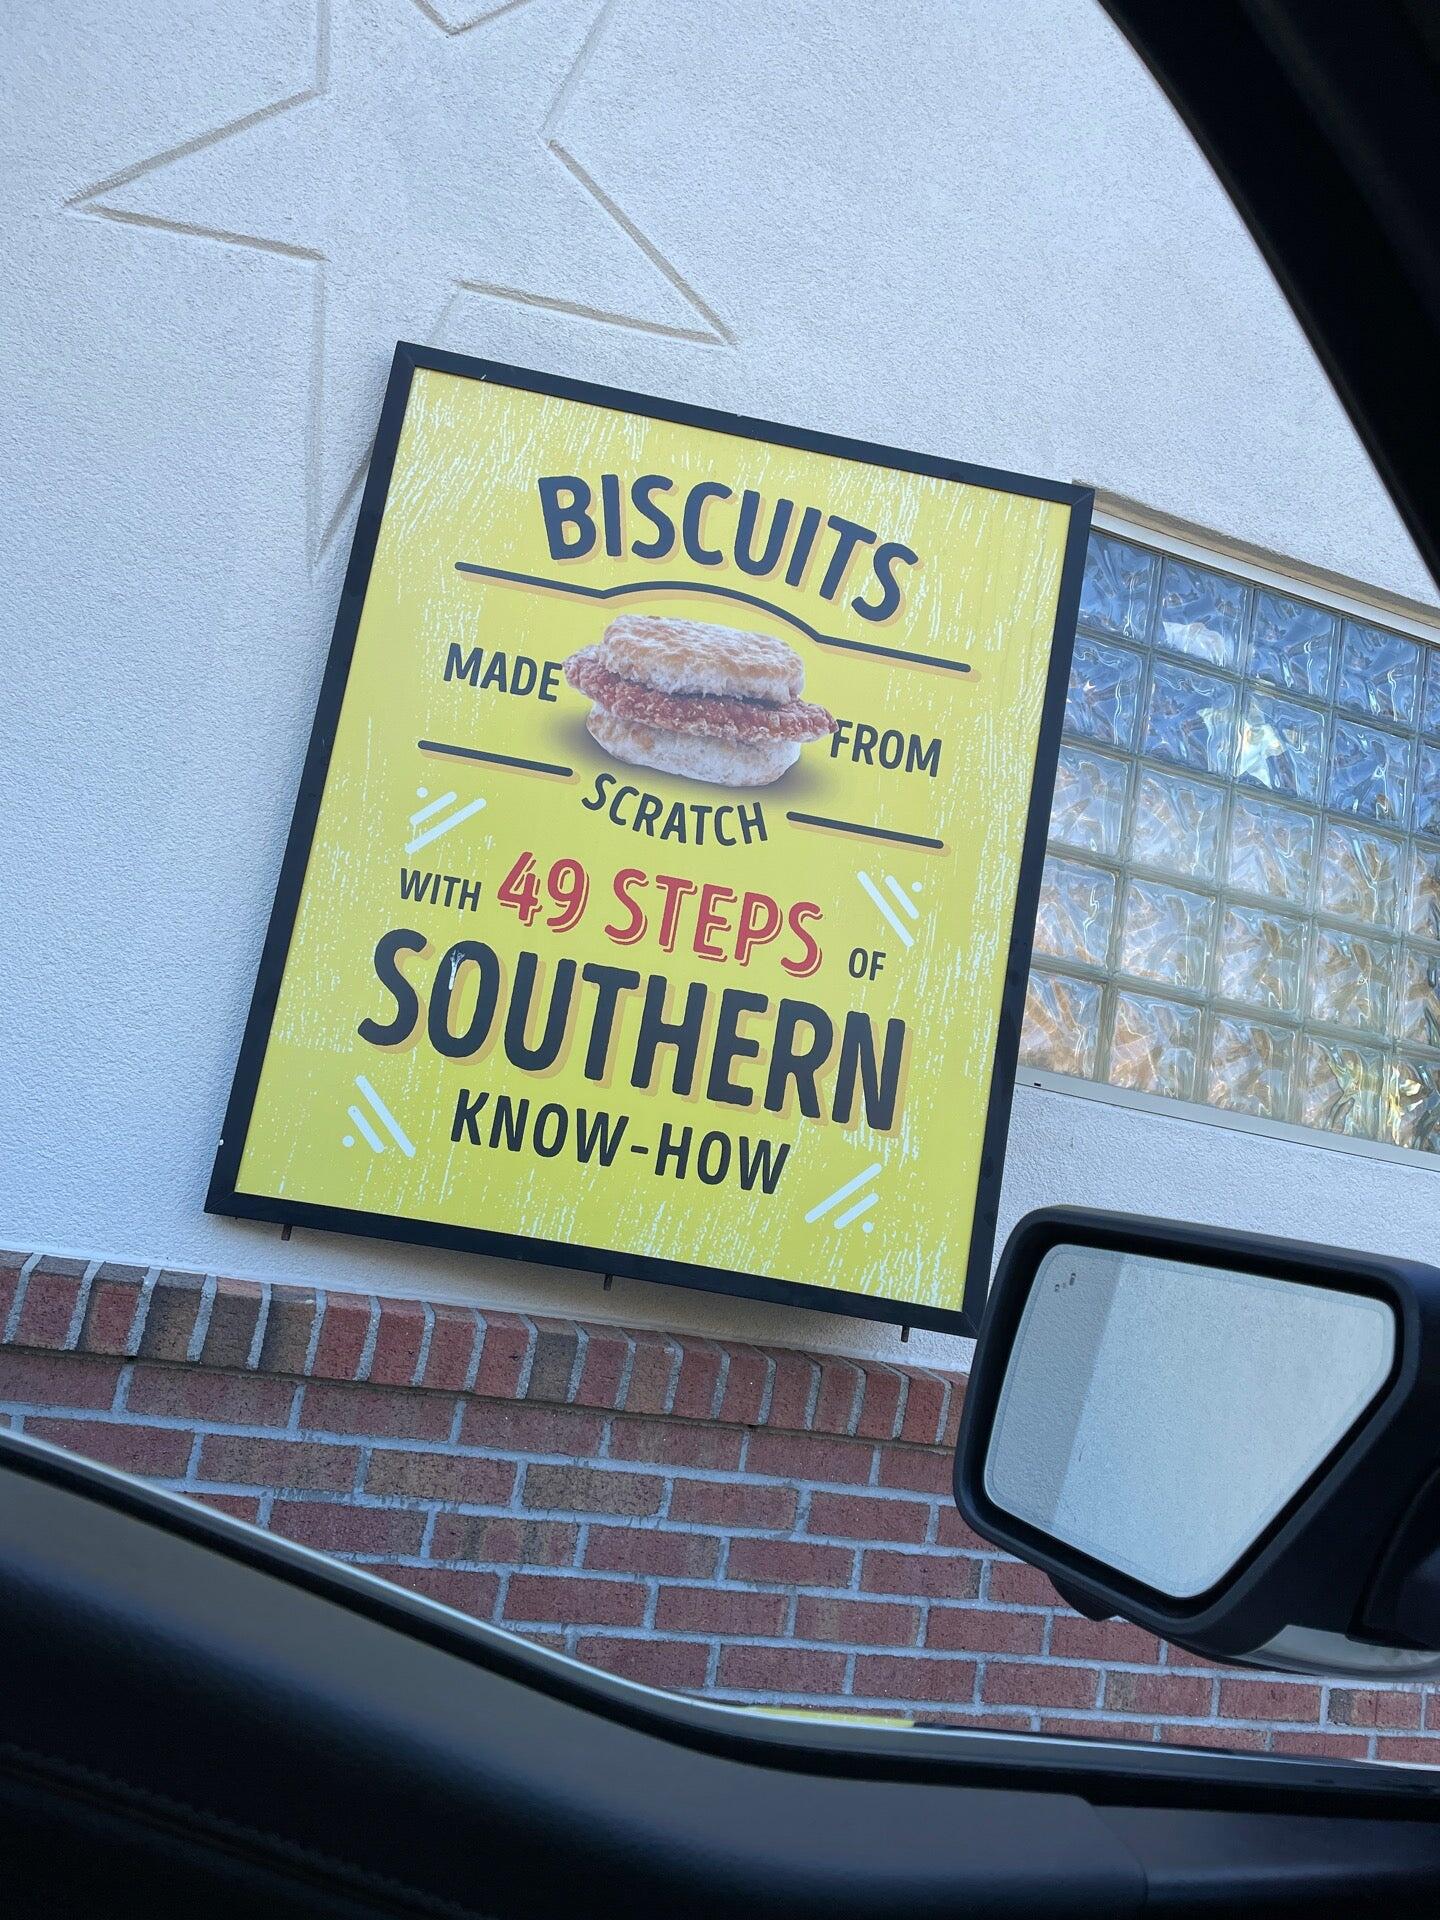 BISCUITS
MADE FROM
SCRATCH
WITH 49 STEPS OF
SOUTHERN
KNOW-HOW